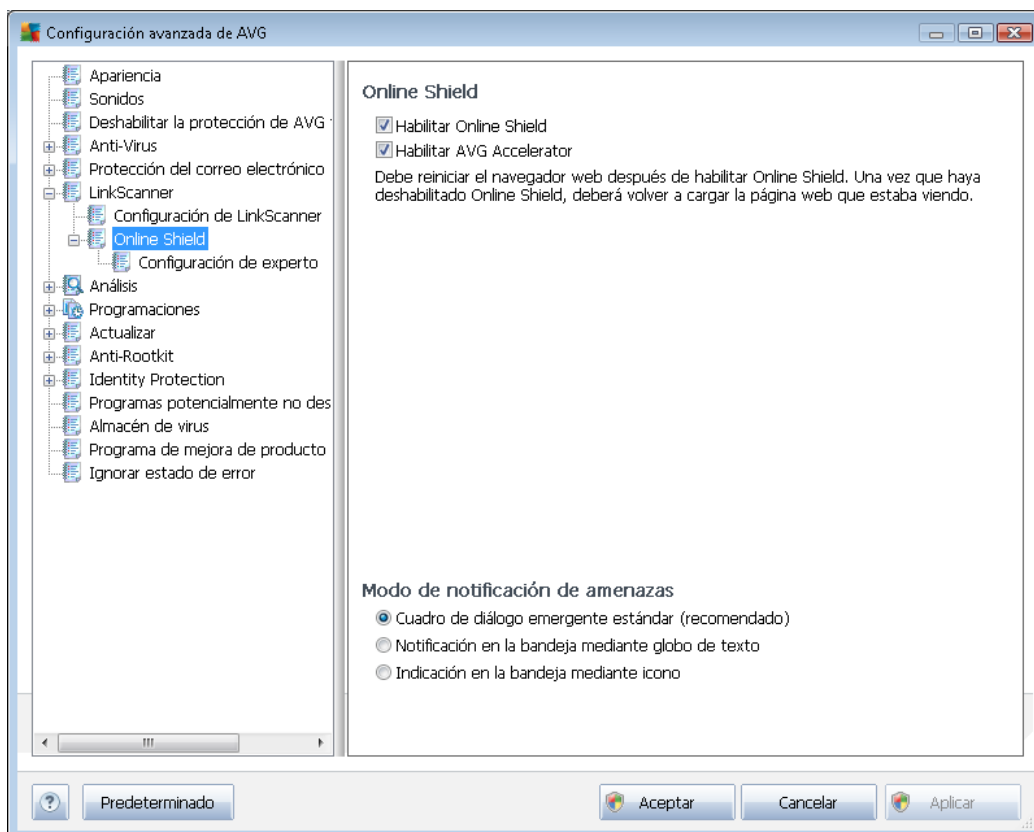 Configuración avanzada de AVG
Apariencia
Sonidos
Deshabilitar la protección de AVG
Anti-Virus
Protección del correo electrónico
LinkScanner
Configuración de LinkScanner
Online Shield
Configuración de experto
Análisis
Programaciones
Actualizar
Anti-Rootkit
Identity Protection
Programas potencialmente no des
Almacén de virus
Programa de mejora de producto
Ignorar estado de error
Online Shield
Habilitar Online Shield
Habilitar AVG Accelerator
Debe reiniciar el navegador web después de habilitar Online Shield. Una vez que haya
deshabilitado Online Shield, deberá volver a cargar la página web que estaba viendo.
Modo de notificación de amenazas
Cuadro de diálogo emergente estándar (recomendado)
Notificación en la bandeja mediante globo de texto
Indicación en la bandeja mediante icono
? Predeterminado Aceptar Cancelar Aplicar